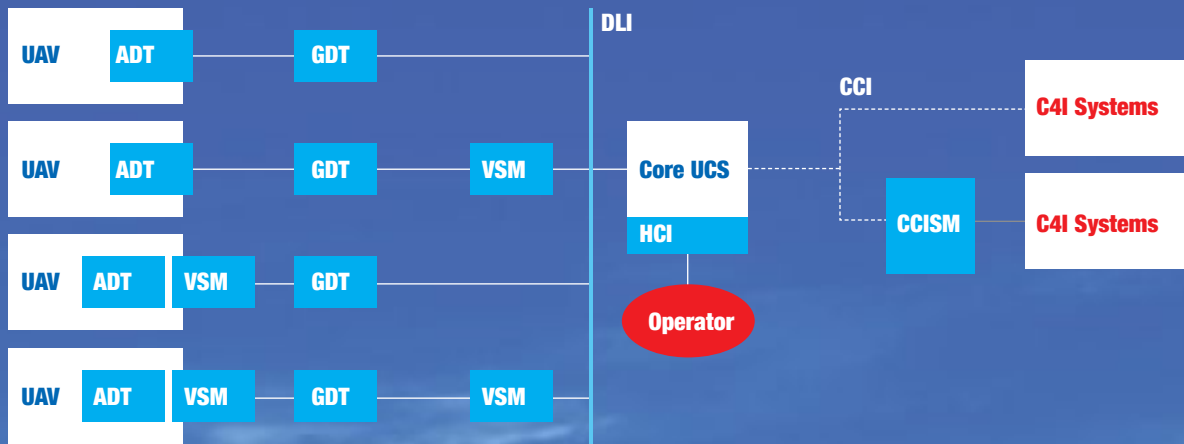 DLI
UAV
ADT
GDT
CCI
C4I Systems
UAV
ADT
GDT
VSM
Core UCS
HCI
CCISM
C4I Systems
UAV
ADT
VSM
GDT
Operator
UAV
ADT
VSM
GDT
VSM